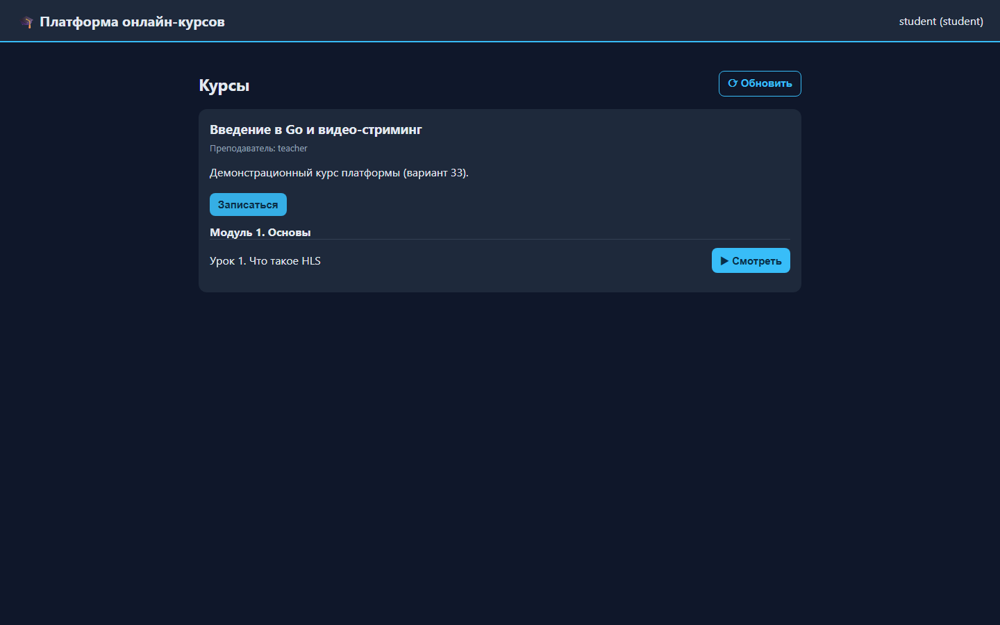 Платформа онлайн-курсов
student (student)
Курсы
Обновить
Введение в Go и видео-стриминг
Преподаватель: teacher
Демонстрационный курс платформы (вариант 33).
Записаться
Модуль 1. Основы
Урок 1. Что такое HLS
Смотреть